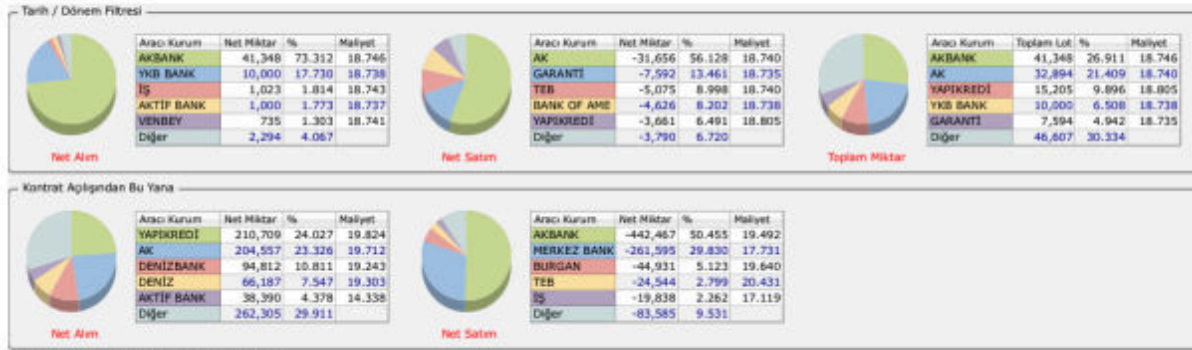 Tarih / Dönem Filtresi
Aracı Kurum Net Miktar % Maliyet
AKBANK 41,348 73.312 18.746
YKB BANK 10,000 17.730 18.738
İŞ 1,023 1.814 18.743
AKTİF BANK 1,000 1.773 18.737
VENBEY 735 1.303 18.741
Diğer 2,294 4.067
Net Alım
Aracı Kurum Net Miktar % Maliyet
AK -31,656 56.128 18.740
GARANTİ -7,592 13.461 18.735
TEB -5,075 8.998 18.740
BANK OF AME -4,626 8.202 18.738
YAPIKREDİ -3,661 6.491 18.805
Diğer -3,790 6.720
Net Satım
Aracı Kurum Toplam Lot % Maliyet
AKBANK 41,348 26.911 18.746
AK 32,894 21.409 18.740
YAPIKREDİ 15,205 9.896 18.805
YKB BANK 10,000 6.508 18.738
GARANTİ 7,594 4.942 18.735
Diğer 46,607 30.334
Toplam Miktar
Kontrat Açılışından Bu Yana
Aracı Kurum Net Miktar % Maliyet
YAPIKREDİ 210,709 24.027 19.824
AK 204,557 23.326 19.712
DENİZBANK 94,812 10.811 19.243
DENİZ 66,187 7.547 19.303
AKTİF BANK 38,390 4.378 14.338
Diğer 262,305 29.911
Net Alım
Aracı Kurum Net Miktar % Maliyet
AKBANK -442,467 50.455 19.492
MERKEZ BANK -261,595 29.830 17.731
BURGAN -44,931 5.123 19.640
TEB -24,544 2.799 20.431
İŞ -19,838 2.262 17.119
Diğer -83,585 9.531
Net Satım